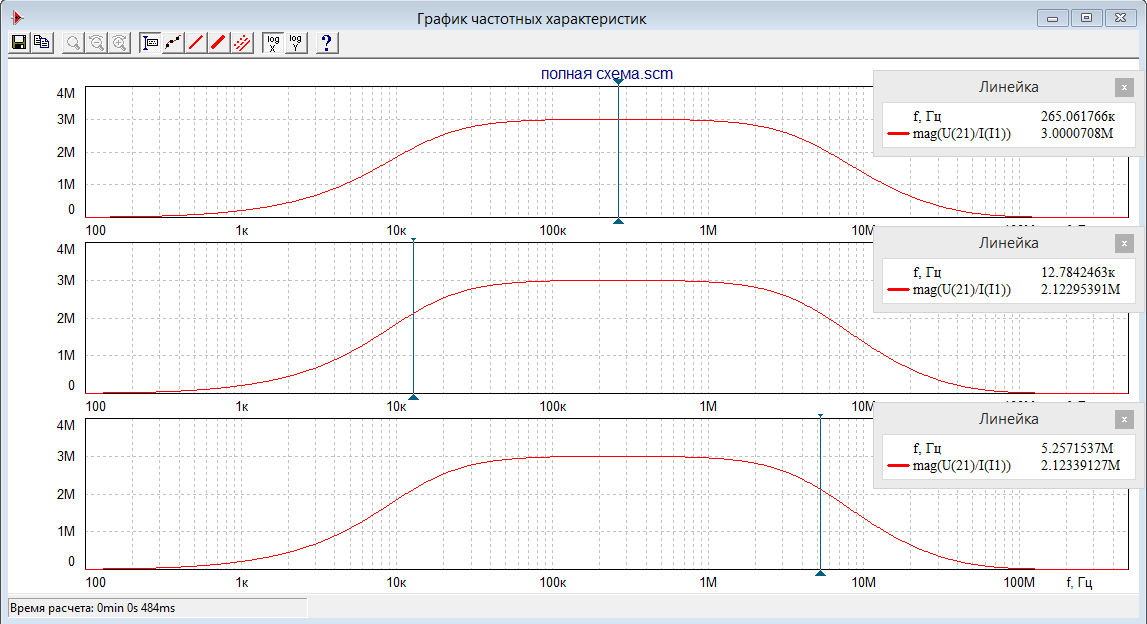 График частотных характеристик
log X log Y ?
полная схема.scm
4M
3M
2M
1M
0
100 1к 10к 100к 1M 10M
Линейка x
f, Гц 265.061766к
mag(U(21)/I(I1)) 3.0000708M
4M
3M
2M
1M
0
100 1к 10к 100к 1M 10M
Линейка x
f, Гц 12.7842463к
mag(U(21)/I(I1)) 2.12295391M
4M
3M
2M
1M
0
100 1к 10к 100к 1M 10M 100M f, Гц
Линейка x
f, Гц 5.2571537M
mag(U(21)/I(I1)) 2.12339127M
Время расчета: 0min 0s 484ms